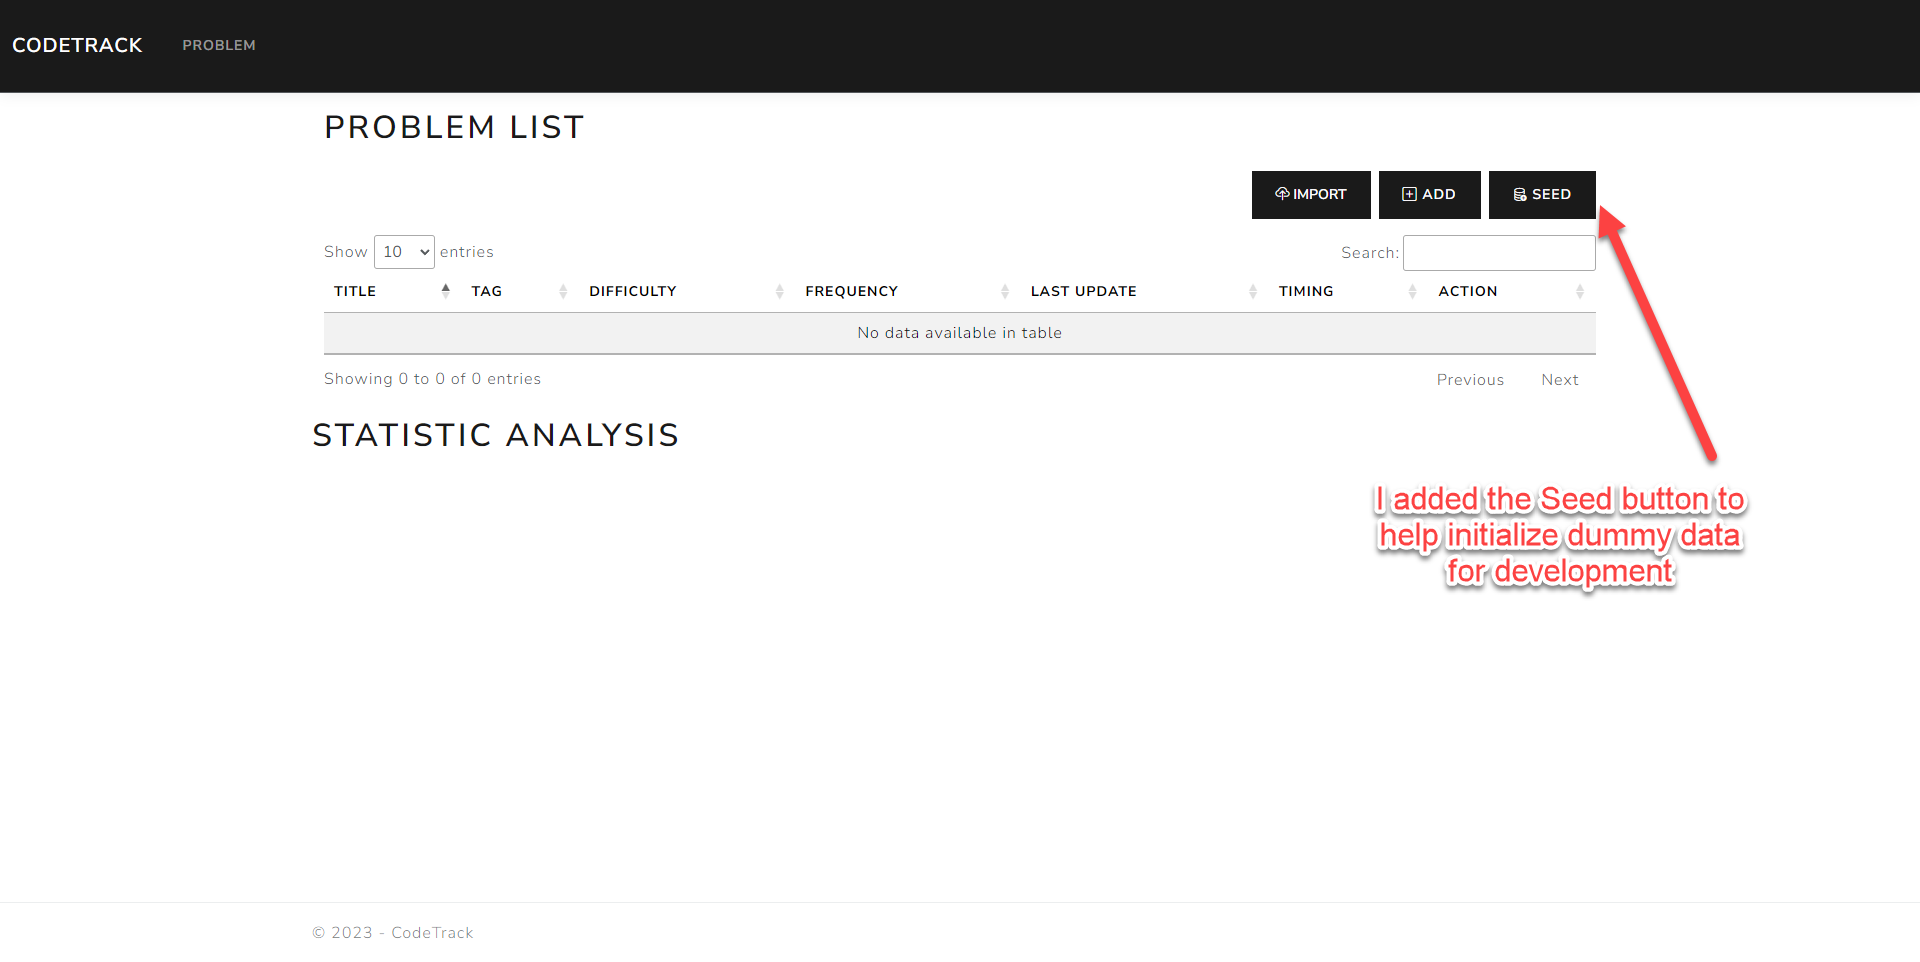 CODETRACK PROBLEM
PROBLEM LIST
IMPORT ADD SEED
Show 10 entries Search:
TITLE TAG DIFFICULTY FREQUENCY LAST UPDATE TIMING ACTION
No data available in table
Showing 0 to 0 of 0 entries Previous Next
STATISTIC ANALYSIS
I added the Seed button to
help initialize dummy data
for development
© 2023 - CodeTrack